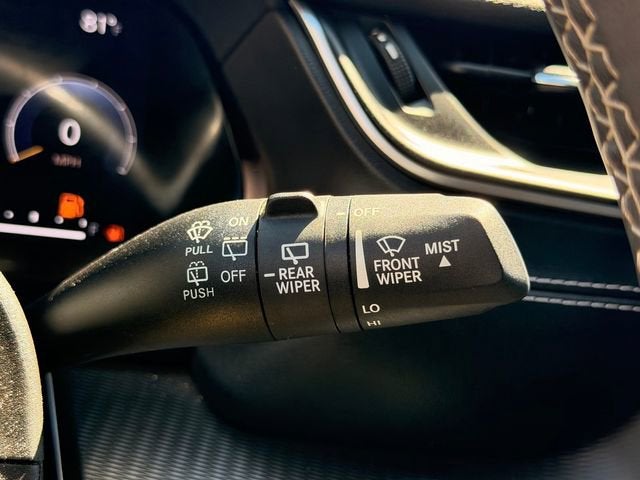 81°
0
MPH
F
PULL
PUSH
ON
OFF
REAR
WIPER
OFF
FRONT
WIPER
MIST
LO
HI